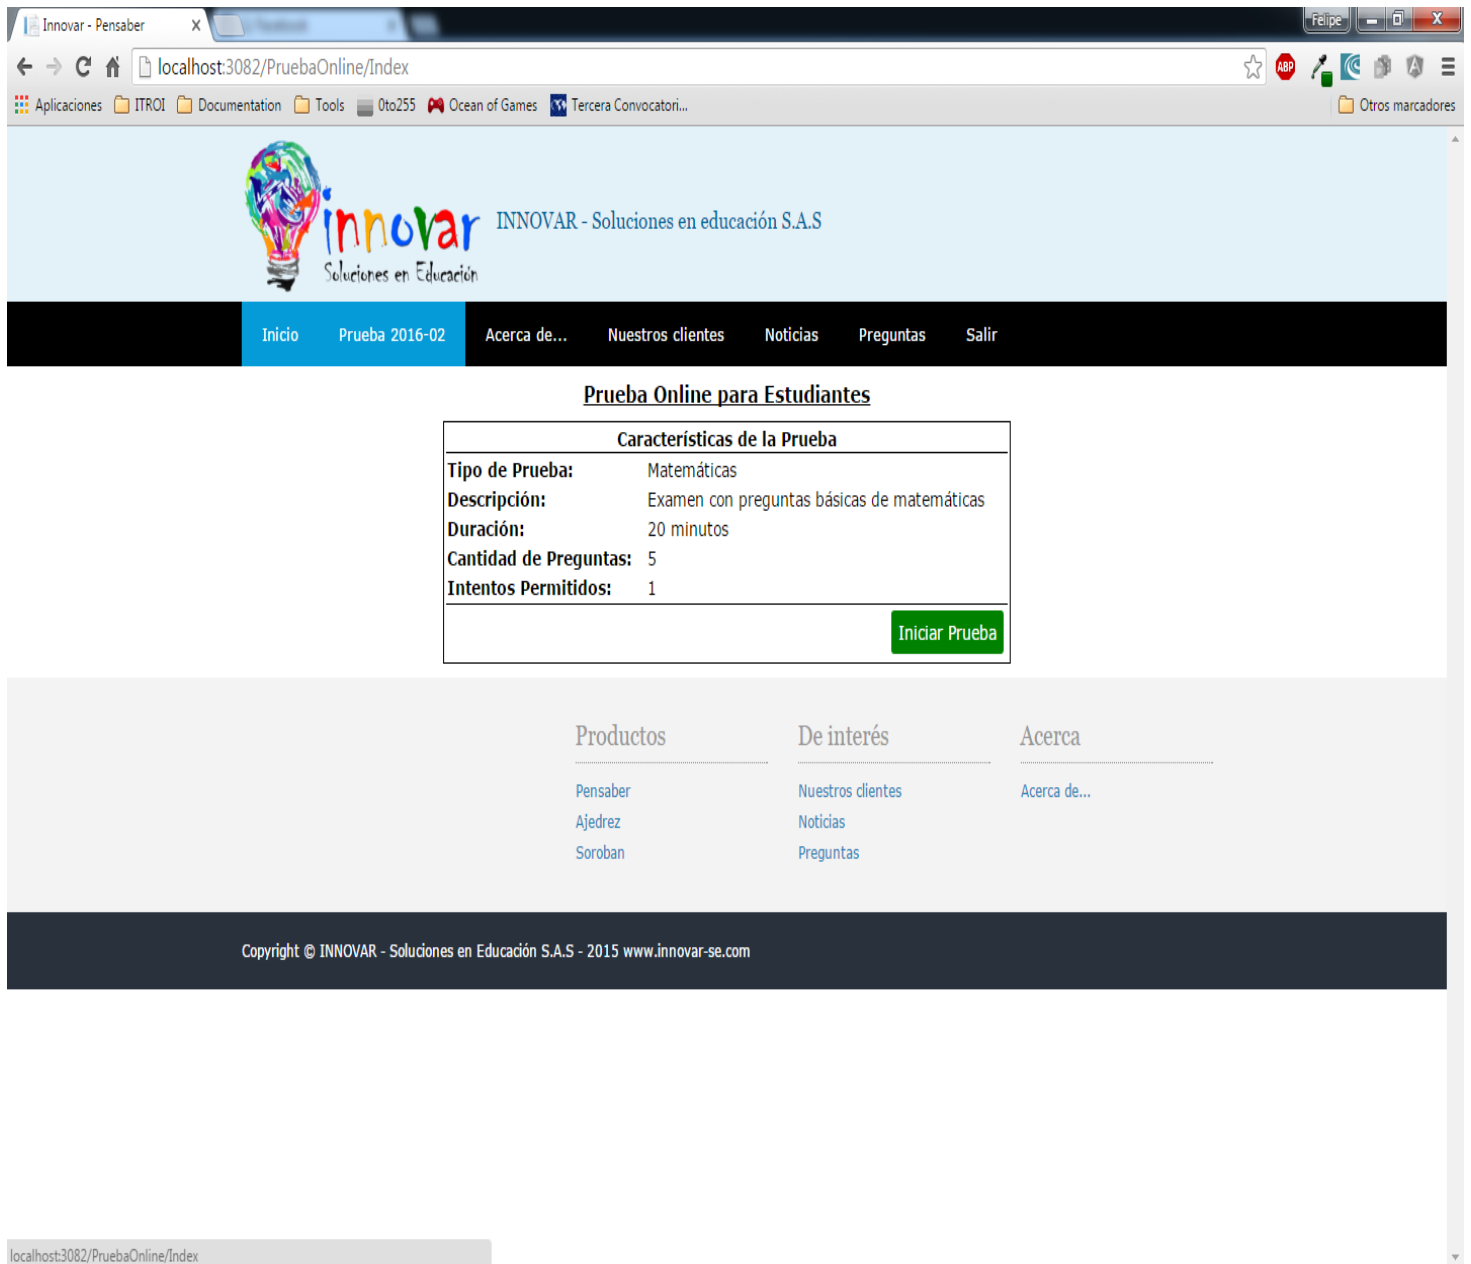 Innovar - Pensaber
Felipe
localhost:3082/PruebaOnline/Index
ABP
Aplicaciones ITROI Documentation Tools 0to255 Ocean of Games Tercera Convocatori... Otros marcadores
innovar
Soluciones en Educación
INNOVAR - Soluciones en educación S.A.S
Inicio Prueba 2016-02 Acerca de... Nuestros clientes Noticias Preguntas Salir
Prueba Online para Estudiantes
Características de la Prueba
Tipo de Prueba: Matemáticas
Descripción: Examen con preguntas básicas de matemáticas
Duración: 20 minutos
Cantidad de Preguntas: 5
Intentos Permitidos: 1
Iniciar Prueba
Productos De interés Acerca
Pensaber Nuestros clientes Acerca de...
Ajedrez Noticias
Soroban Preguntas
Copyright © INNOVAR - Soluciones en Educación S.A.S - 2015 www.innovar-se.com
localhost:3082/PruebaOnline/Index